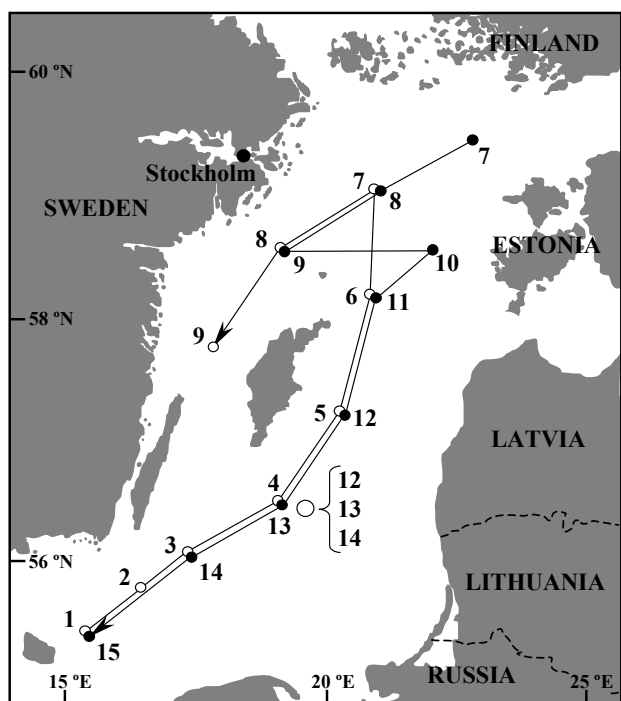 FINLAND
60 ºN
7
Stockholm
7
8
SWEDEN
8
9
10
ESTONIA
6
11
58 ºN
9
5
12
LATVIA
4
12
13
13
14
3
14
56 ºN
2
LITHUANIA
1
15
RUSSIA
15 ºE
20 ºE
25 ºE